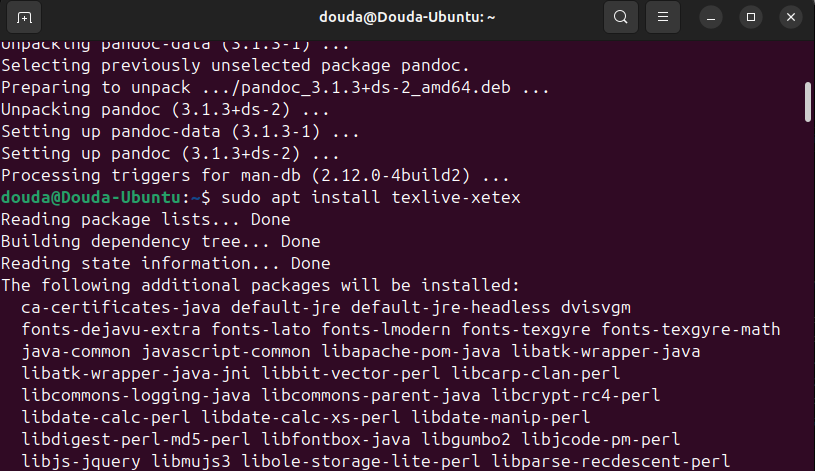 douda@Douda-Ubuntu: ~
Unpacking pandoc-data (3.1.3-1) ...
Selecting previously unselected package pandoc.
Preparing to unpack .../pandoc_3.1.3+ds-2_amd64.deb ...
Unpacking pandoc (3.1.3+ds-2) ...
Setting up pandoc-data (3.1.3-1) ...
Setting up pandoc (3.1.3+ds-2) ...
Processing triggers for man-db (2.12.0-4build2) ...
douda@Douda-Ubuntu:~$ sudo apt install texlive-xetex
Reading package lists... Done
Building dependency tree... Done
Reading state information... Done
The following additional packages will be installed:
  ca-certificates-java default-jre default-jre-headless dvisvgm
  fonts-dejavu-extra fonts-lato fonts-lmodern fonts-texgyre fonts-texgyre-math
  java-common javascript-common libapache-pom-java libatk-wrapper-java
  libatk-wrapper-java-jni libbit-vector-perl libcarp-clan-perl
  libcommons-logging-java libcommons-parent-java libcrypt-rc4-perl
  libdate-calc-perl libdate-calc-xs-perl libdate-manip-perl
  libdigest-perl-md5-perl libfontbox-java libgumbo2 libjcode-pm-perl
  libjs-jquery libmujs3 libole-storage-lite-perl libparse-recdescent-perl